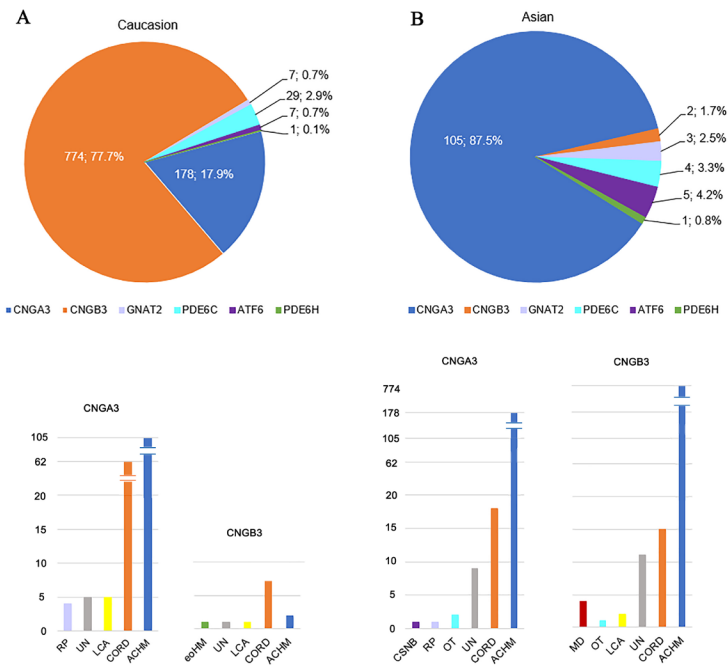 A
Caucasion
7; 0.7%
29; 2.9%
7; 0.7%
1; 0.1%
774; 77.7%
178; 17.9%
CNGA3 CNGB3 GNAT2 PDE6C ATF6 PDE6H
B
Asian
105; 87.5%
2; 1.7%
3; 2.5%
4; 3.3%
5; 4.2%
1; 0.8%
CNGA3 CNGB3 GNAT2 PDE6C ATF6 PDE6H
CNGA3
105
62
20
15
10
5
0
RP UN LCA CORD ACHM
CNGB3
eoHM UN LCA CORD ACHM
CNGA3
774
178
105
62
20
15
10
5
0
CSNB RP OT UN CORD ACHM
CNGB3
MD OT LCA UN CORD ACHM